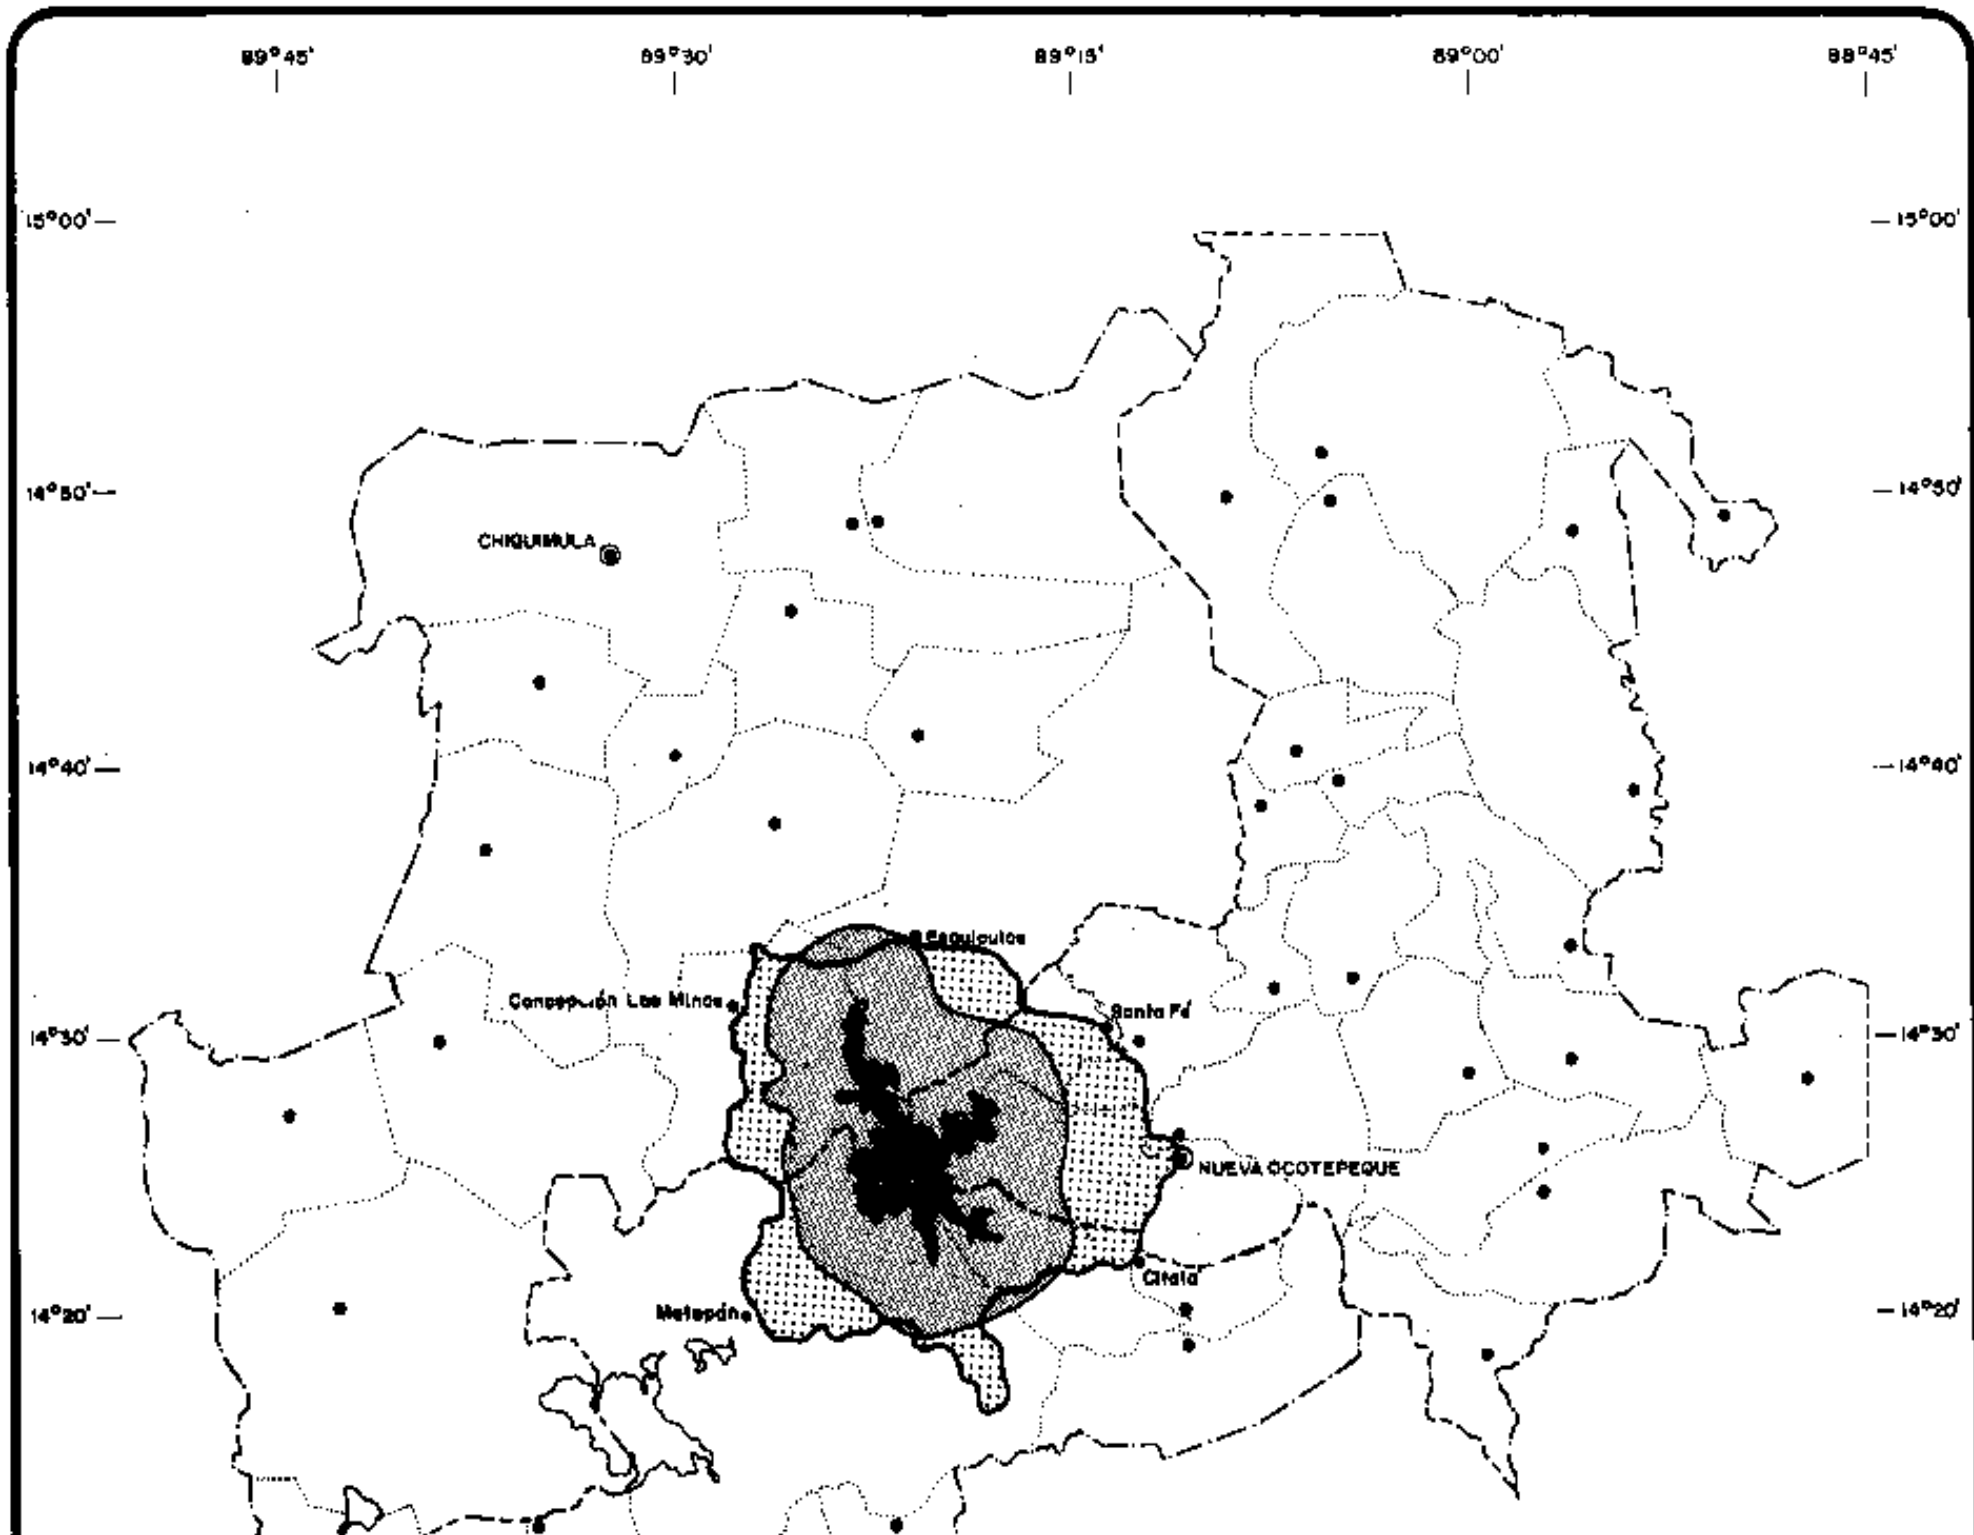 89°45' 89°30' 89°15' 89°00' 88°45'
15°00' 15°00'
14°50' 14°50'
CHIQUIMULA
14°40' 14°40'
Esquipulas
Concepción Las Minas
Santa Fé
14°30' 14°30'
NUEVA OCOTEPEQUE
Citalá
Metapán
14°20' 14°20'